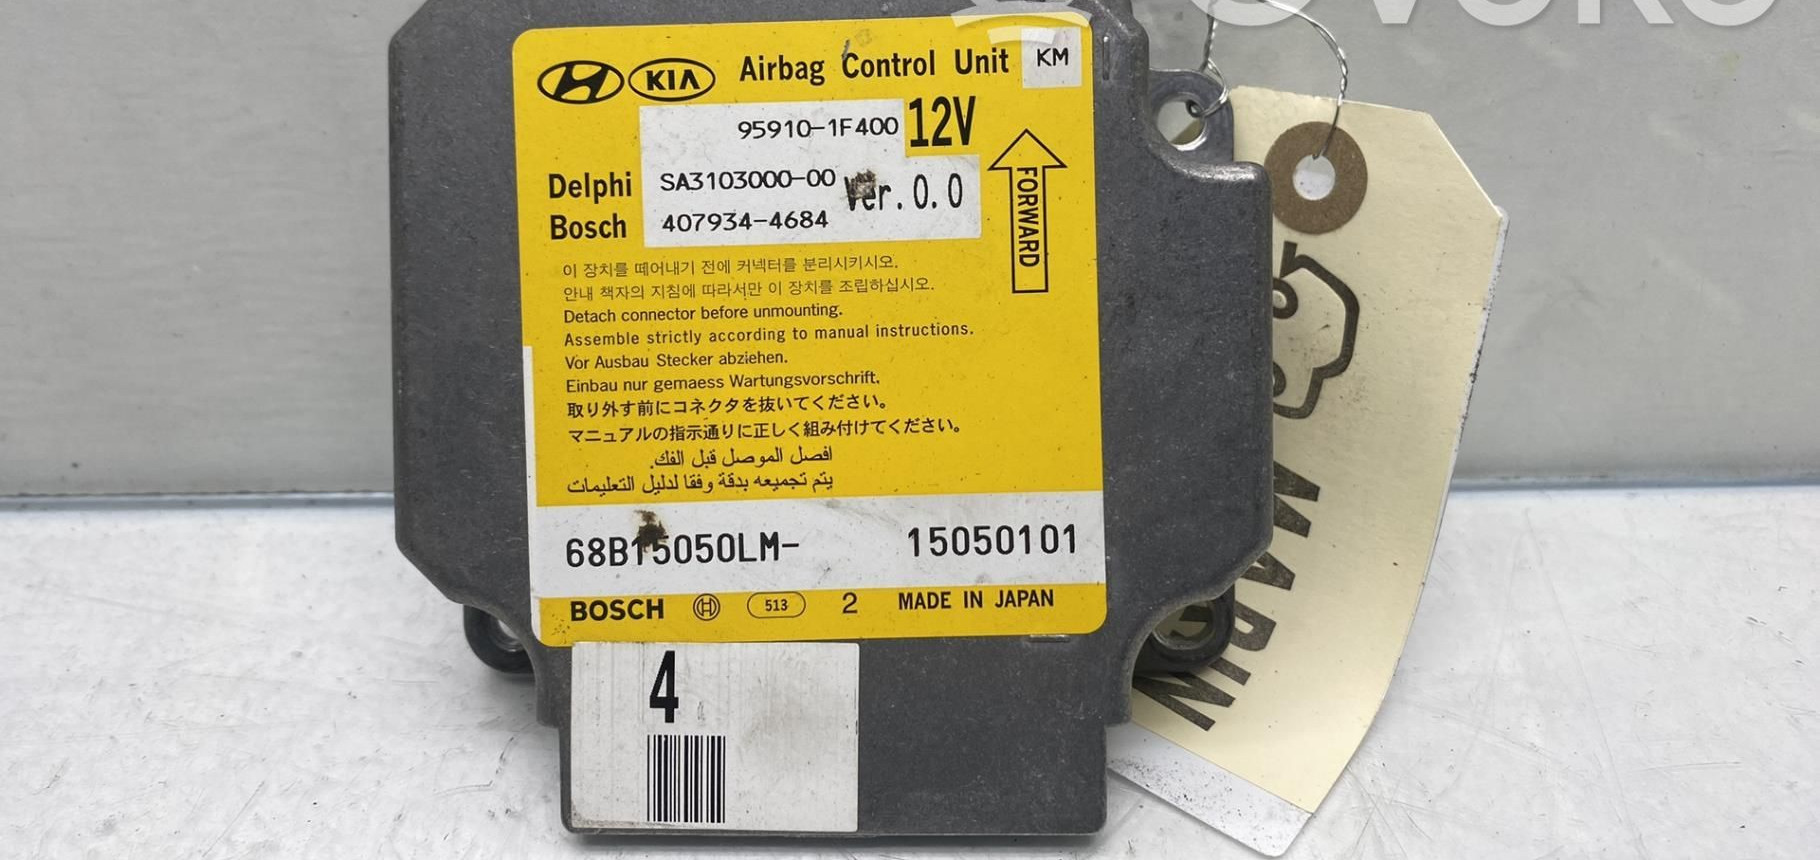 OVOKO
KIA Airbag Control Unit KM
95910-1F400 12V
Delphi SA3103000-00 Ver.0.0
Bosch 407934-4684
FORWARD
이 장치를 떼어내기 전에 커넥터를 분리시키시오.
안내 책자의 지침에 따라서만 이 장치를 조립하십시오.
Detach connector before unmounting.
Assemble strictly according to manual instructions.
Vor Ausbau Stecker abziehen.
Einbau nur gemaess Wartungsvorschrift.
取り外す前にコネクタを抜いてください。
マニュアルの指示通りに正しく組み付けてください。
افصل الموصل قبل الفك.
يتم تجميعه بدقة وفقا لدليل التعليمات
68B15050LM- 15050101
BOSCH 513 2 MADE IN JAPAN
4